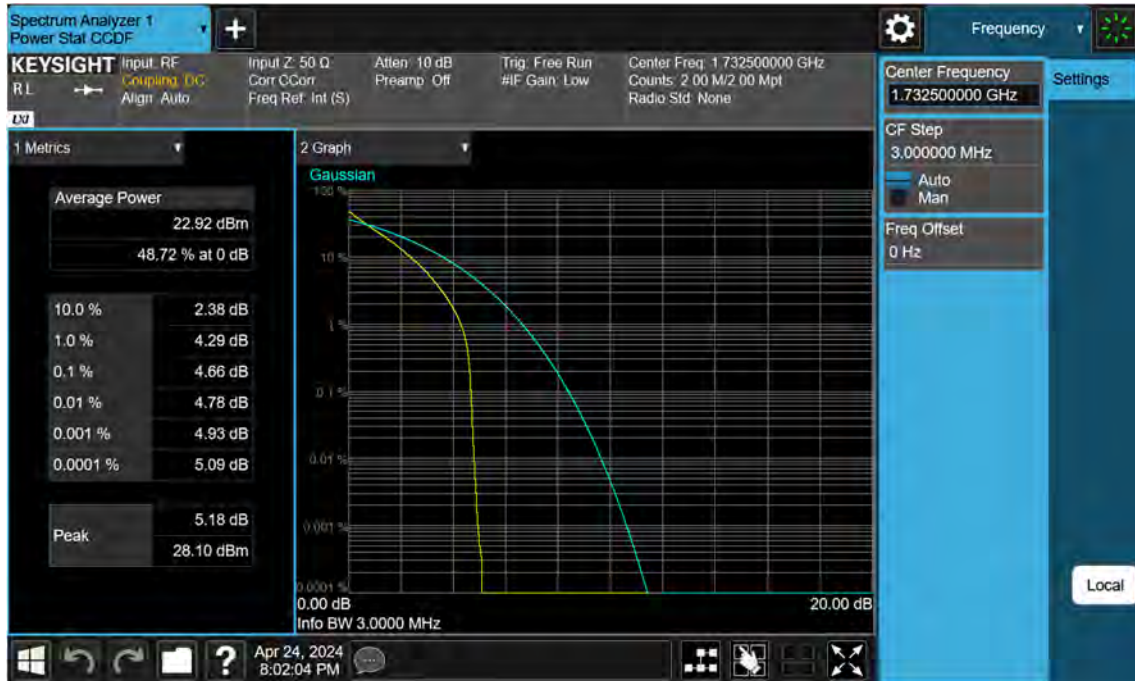 Spectrum Analyzer 1
Power Stat CCDF
Frequency
KEYSIGHT
R L
LXI
Input: RF
Coupling: DC
Align: Auto
Input Z: 50 Ω
Corr CCorr
Freq Ref: Int (S)
Atten: 10 dB
Preamp: Off
Trig: Free Run
#IF Gain: Low
Center Freq: 1.732500000 GHz
Counts: 2.00 M/2.00 Mpt
Radio Std: None
Center Frequency
1.732500000 GHz
Settings
CF Step
3.000000 MHz
Auto
Man
Freq Offset
0 Hz
Local
1 Metrics
Average Power
22.92 dBm
48.72 % at 0 dB
10.0 % 2.38 dB
1.0 % 4.29 dB
0.1 % 4.66 dB
0.01 % 4.78 dB
0.001 % 4.93 dB
0.0001 % 5.09 dB
Peak
5.18 dB
28.10 dBm
2 Graph
Gaussian
100 %
10 %
1 %
0.1 %
0.01 %
0.001 %
0.0001 %
0.00 dB
20.00 dB
Info BW 3.0000 MHz
?
Apr 24, 2024
8:02:04 PM